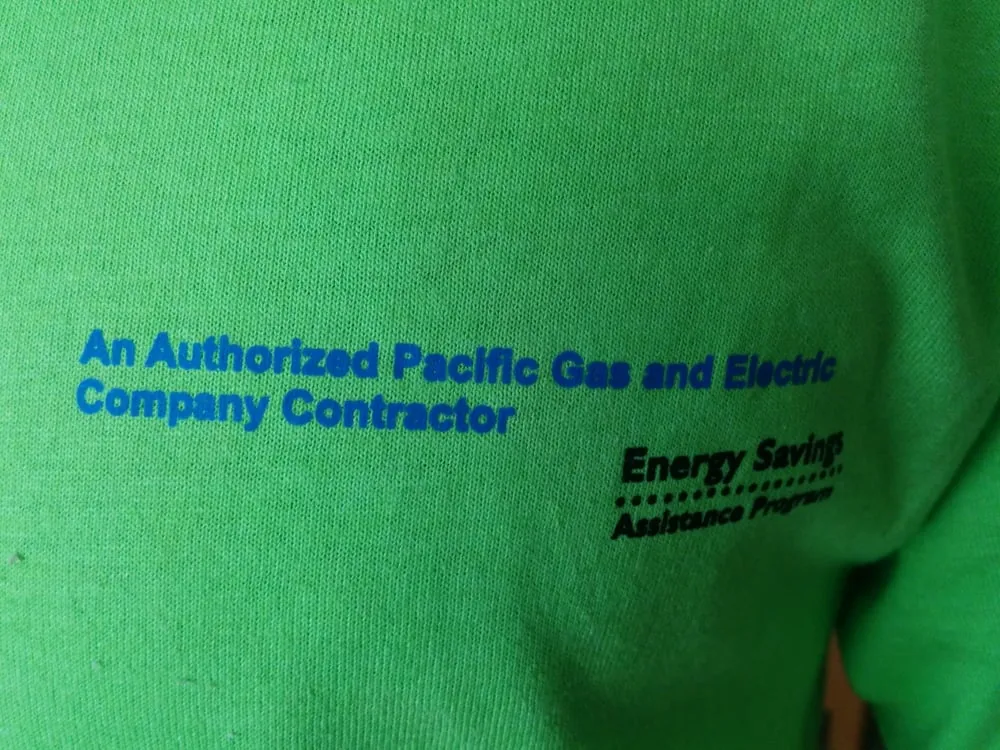 An Authorized Pacific Gas and Electric
Company Contractor
Energy Savings
Assistance Program